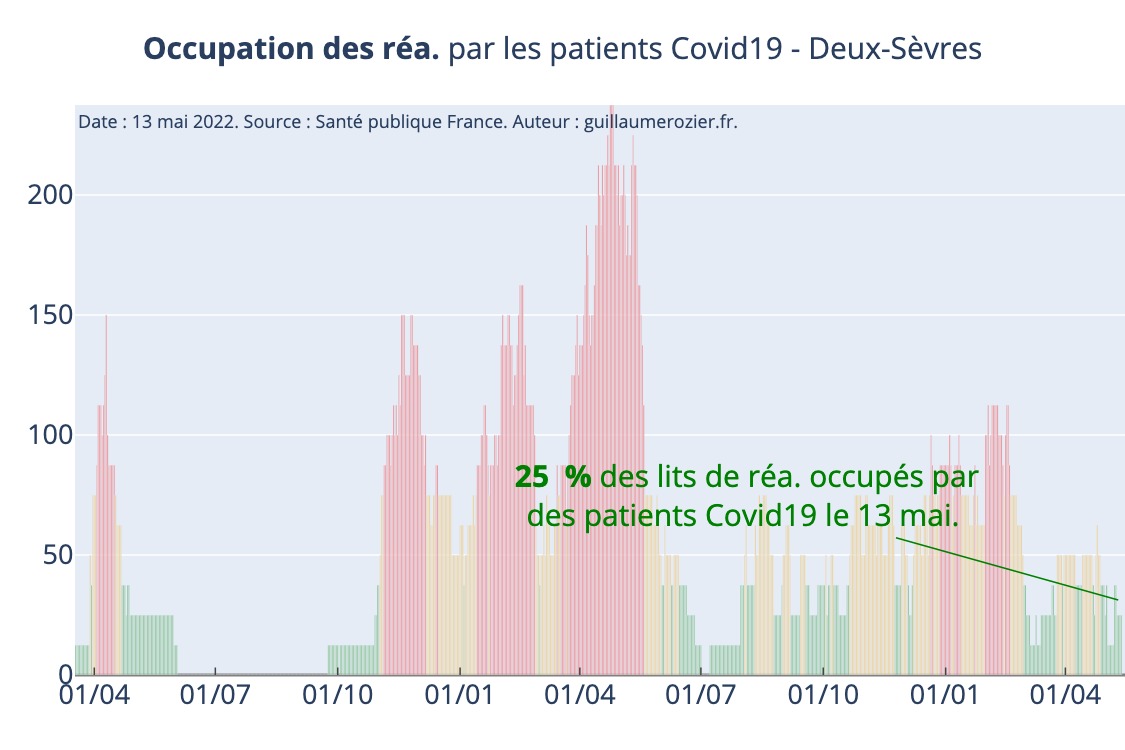 Occupation des réa. par les patients Covid19 - Deux-Sèvres
Date : 13 mai 2022. Source : Santé publique France. Auteur : guillaumerozier.fr.
200
150
100
25  % des lits de réa. occupés par
des patients Covid19 le 13 mai.
50
0
01/04 01/07 01/10 01/01 01/04 01/07 01/10 01/01 01/04